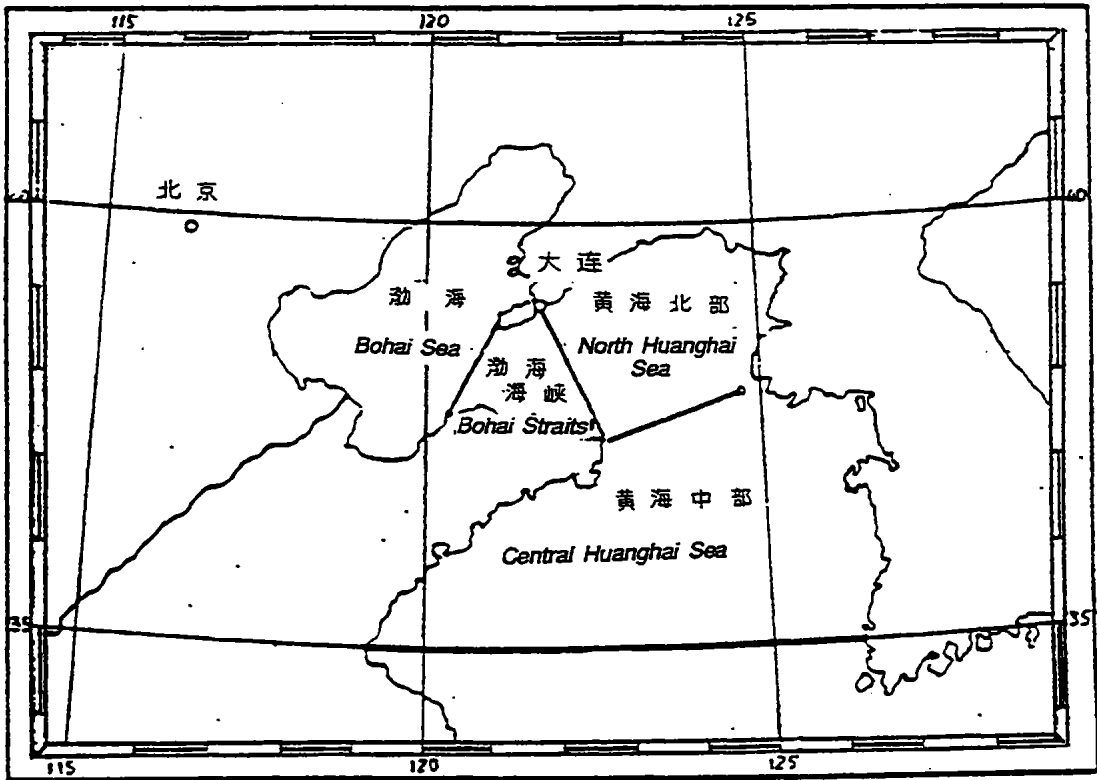 115 120 125
北京
40 40
大连
渤海
黄海北部
Bohai Sea
North Huanghai
Sea
渤海
海峡
Bohai Straits
黄海中部
Central Huanghai Sea
35 35
115 120 125